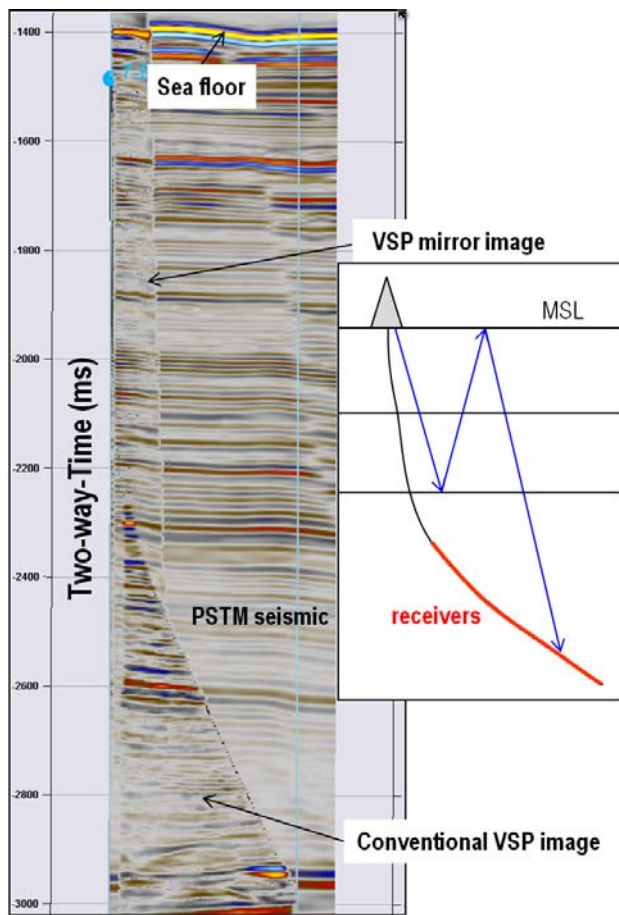 -1400
Sea floor
-1600
VSP mirror image
-1800
MSL
-2000
Two-way-Time (ms)
-2200
-2400
PSTM seismic
receivers
-2600
-2800
Conventional VSP image
-3000